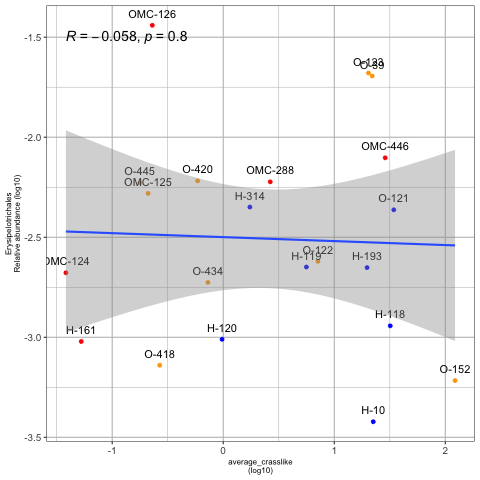 OMC-126
R = −0.058, p = 0.8
O-123
O-89
OMC-446
O-445
O-420
OMC-288
OMC-125
H-314
O-121
O-122
H-119
H-193
OMC-124
O-434
H-161
H-120
H-118
O-418
O-152
H-10
-1.5
-2.0
-2.5
-3.0
-3.5
-1
0
1
2
Erysipelotrichales
Relative abundance (log10)
average_crasslike
(log10)